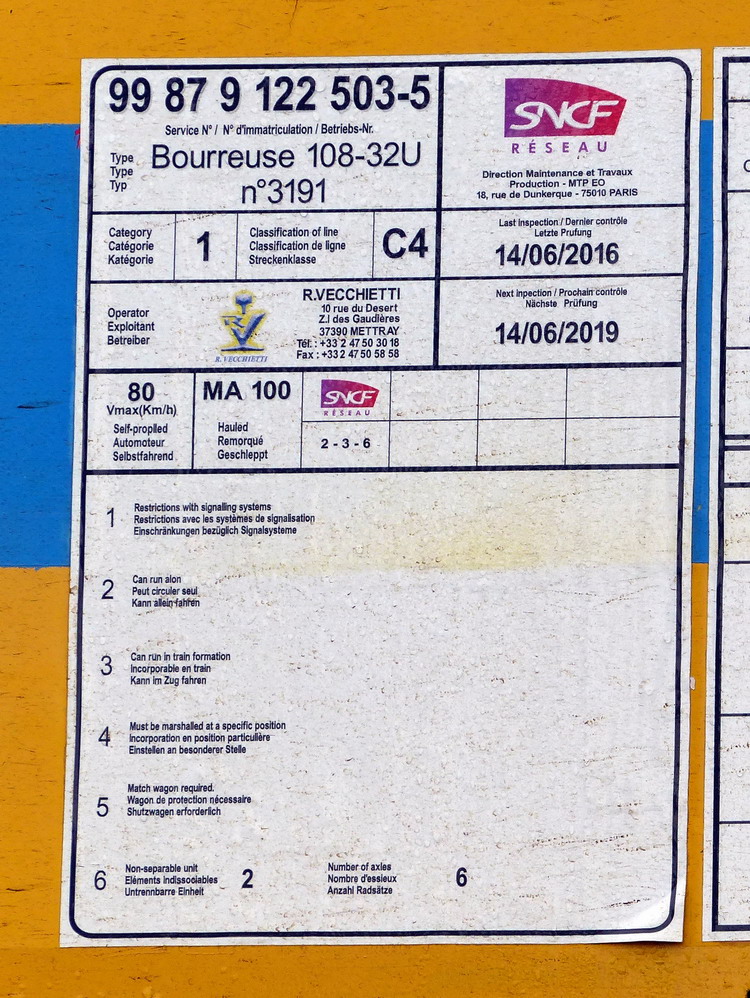 99 87 9 122 503-5
Service N° / N° d'immatriculation / Betriebs-Nr.
Type
Type
Typ
Bourreuse 108-32U
n°3191
SNCF
RÉSEAU
Direction Maintenance et Travaux
Production - MTP EO
18, rue de Dunkerque - 75010 PARIS
Category
Catégorie
Katégorie
1
Classification of line
Classification de ligne
Streckenklasse
C4
Last inspection / Dernier contrôle
Letzte Prufung
14/06/2016
Operator
Exploitant
Betreiber
R.VECCHIETTI
R.VECCHIETTI
10 rue du Desert
Z.I des Gaudières
37390 METTRAY
Tél. : +33 2 47 50 30 18
Fax : +33 2 47 50 58 58
Next inpection / Prochain contrôle
Nächste Prüfung
14/06/2019
80
Vmax(Km/h)
Self-proplled
Automoteur
Selbstfahrend
MA 100
Hauled
Remorqué
Geschleppt
SNCF
RÉSEAU
2 - 3 - 6
1
Restrictions with signalling systems
Restrictions avec les systèmes de signalisation
Einschränkungen bezüglich Signalsysteme
2
Can run alon
Peut circuler seul
Kann allein fahren
3
Can run in train formation
Incorporable en train
Kann im Zug fahren
4
Must be marshalled at a specific position
Incorporation en position particulière
Einstellen an besonderer Stelle
5
Match wagon required.
Wagon de protection nécessaire
Shutzwagen erforderlich
6
Non-separable unit
Eléments indissociables
Untrennbarre Einheit
2
Number of axles
Nombre d'essieux
Anzahl Radsätze
6